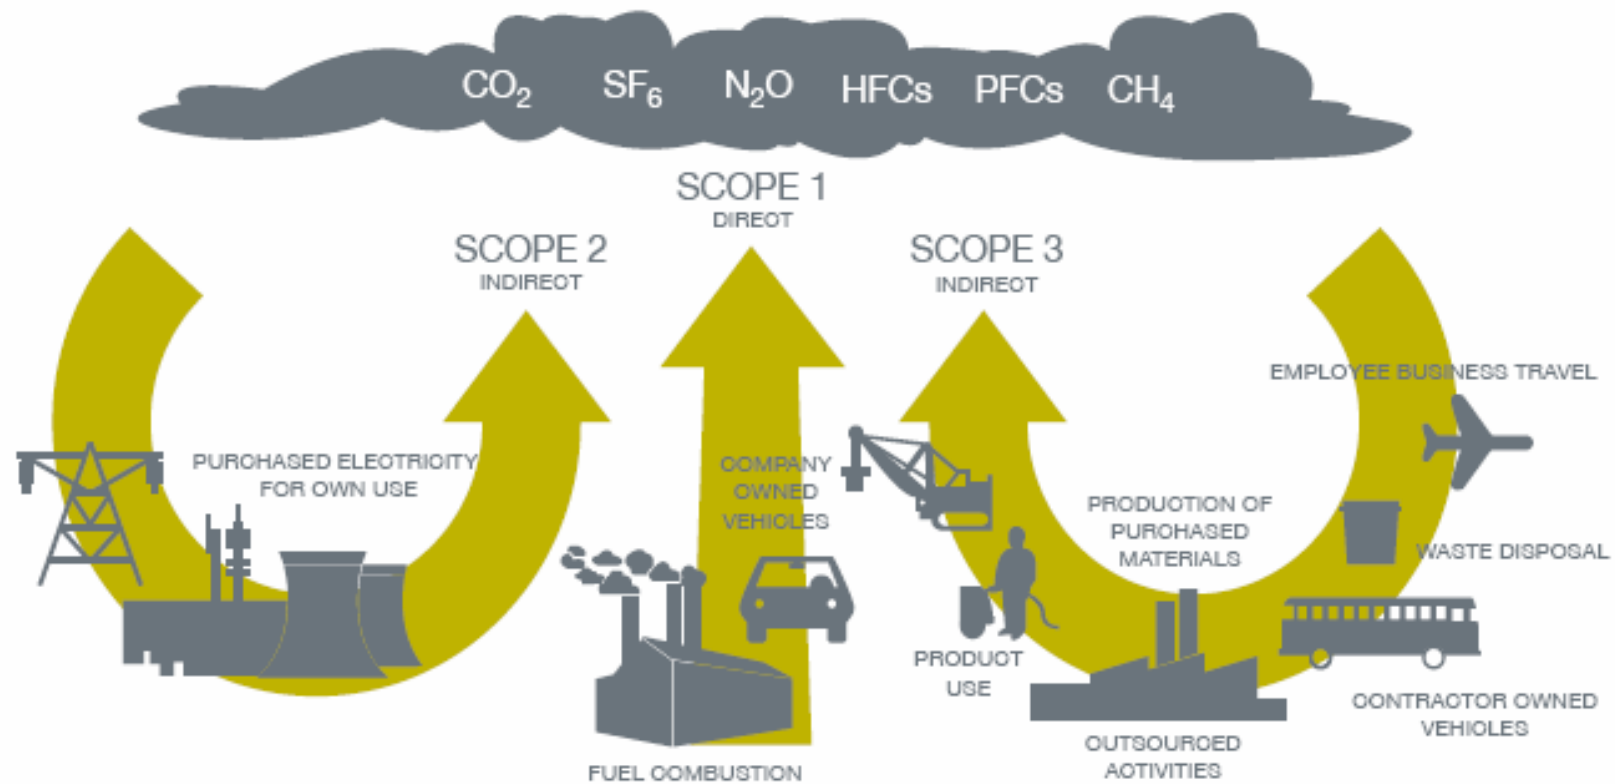 CO₂ SF₆ N₂O HFCs PFCs CH₄
SCOPE 1
DIRECT
SCOPE 2
INDIRECT
SCOPE 3
INDIRECT
PURCHASED ELECTRICITY
FOR OWN USE
COMPANY
OWNED
VEHICLES
FUEL COMBUSTION
EMPLOYEE BUSINESS TRAVEL
PRODUCTION OF
PURCHASED
MATERIALS
WASTE DISPOSAL
PRODUCT
USE
CONTRACTOR OWNED
VEHICLES
OUTSOURCED
ACTIVITIES